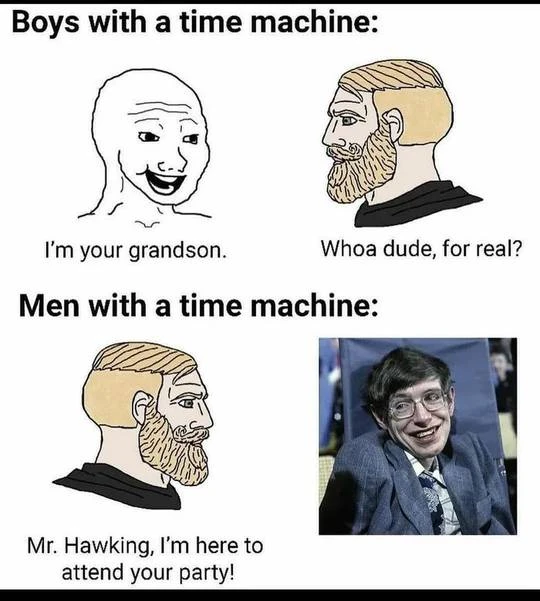 Boys with a time machine:
I'm your grandson.
Whoa dude, for real?
Men with a time machine:
Mr. Hawking, I'm here to
attend your party!